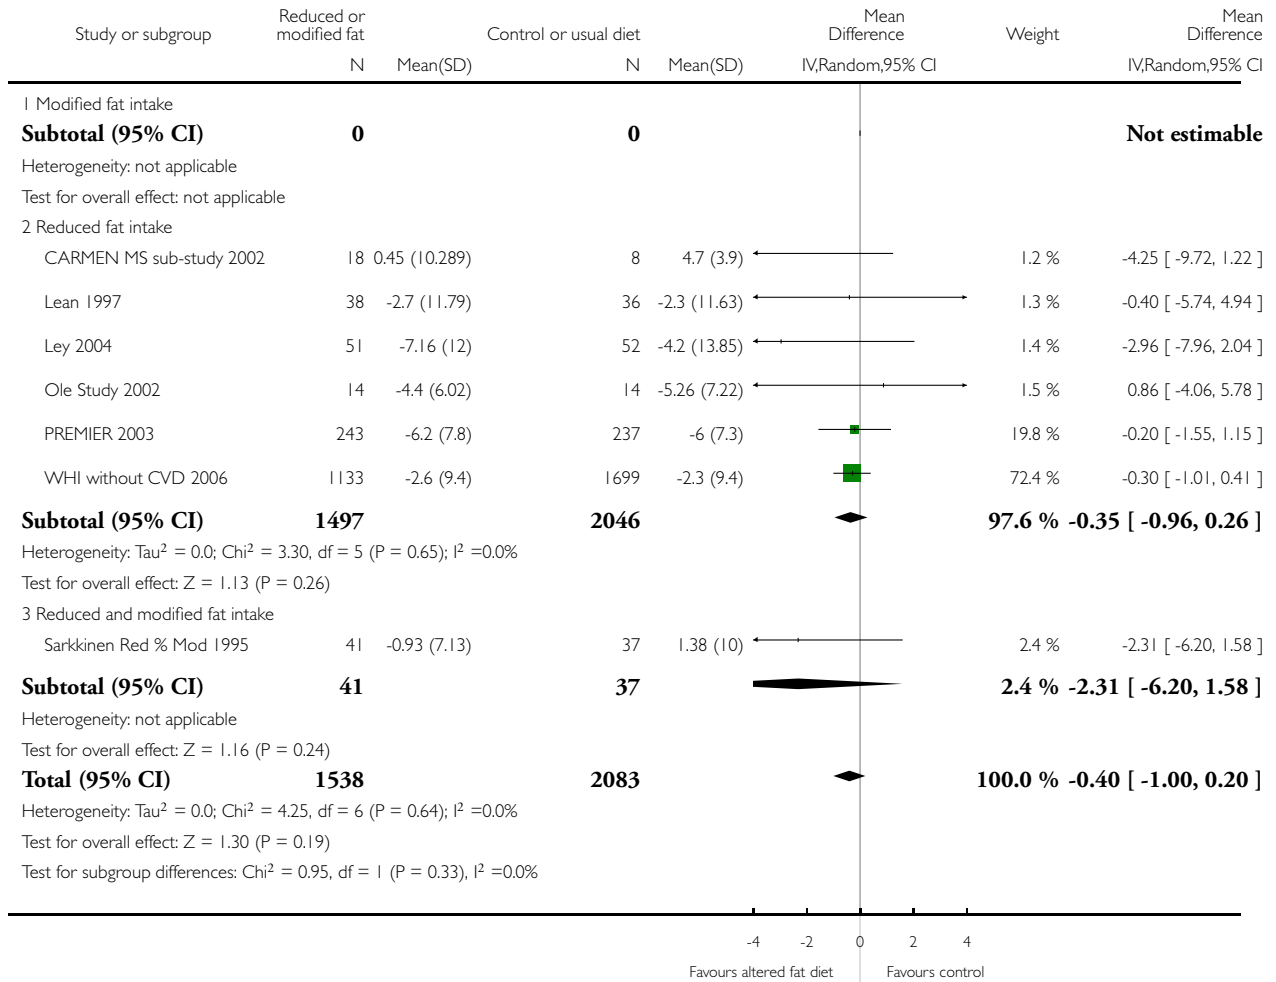 Study or subgroup Reduced or modified fat Control or usual diet Mean Difference Weight Mean Difference
N Mean(SD) N Mean(SD) IV,Random,95% CI IV,Random,95% CI
1 Modified fat intake
Subtotal (95% CI) 0 0 Not estimable
Heterogeneity: not applicable
Test for overall effect: not applicable
2 Reduced fat intake
CARMEN MS sub-study 2002 18 0.45 (10.289) 8 4.7 (3.9) 1.2 % -4.25 [ -9.72, 1.22 ]
Lean 1997 38 -2.7 (11.79) 36 -2.3 (11.63) 1.3 % -0.40 [ -5.74, 4.94 ]
Ley 2004 51 -7.16 (12) 52 -4.2 (13.85) 1.4 % -2.96 [ -7.96, 2.04 ]
Ole Study 2002 14 -4.4 (6.02) 14 -5.26 (7.22) 1.5 % 0.86 [ -4.06, 5.78 ]
PREMIER 2003 243 -6.2 (7.8) 237 -6 (7.3) 19.8 % -0.20 [ -1.55, 1.15 ]
WHI without CVD 2006 1133 -2.6 (9.4) 1699 -2.3 (9.4) 72.4 % -0.30 [ -1.01, 0.41 ]
Subtotal (95% CI) 1497 2046 97.6 % -0.35 [ -0.96, 0.26 ]
Heterogeneity: Tau² = 0.0; Chi² = 3.30, df = 5 (P = 0.65); I² =0.0%
Test for overall effect: Z = 1.13 (P = 0.26)
3 Reduced and modified fat intake
Sarkkinen Red % Mod 1995 41 -0.93 (7.13) 37 1.38 (10) 2.4 % -2.31 [ -6.20, 1.58 ]
Subtotal (95% CI) 41 37 2.4 % -2.31 [ -6.20, 1.58 ]
Heterogeneity: not applicable
Test for overall effect: Z = 1.16 (P = 0.24)
Total (95% CI) 1538 2083 100.0 % -0.40 [ -1.00, 0.20 ]
Heterogeneity: Tau² = 0.0; Chi² = 4.25, df = 6 (P = 0.64); I² =0.0%
Test for overall effect: Z = 1.30 (P = 0.19)
Test for subgroup differences: Chi² = 0.95, df = 1 (P = 0.33), I² =0.0%
-4 -2 0 2 4
Favours altered fat diet Favours control